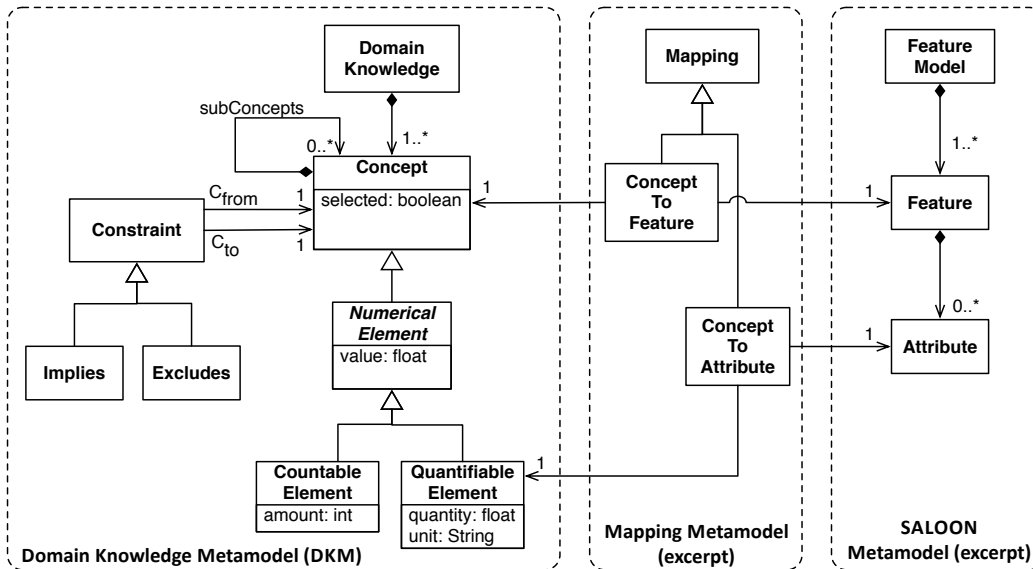 Domain
Knowledge
subConcepts
0..*
1..*
Concept
selected: boolean
Constraint
C from
1
C to
1
Implies
Excludes
Numerical
Element
value: float
Countable
Element
amount: int
Quantifiable
Element
quantity: float
unit: String
Domain Knowledge Metamodel (DKM)
Mapping
1
Concept
To
Feature
1
Concept
To
Attribute
1
1
Mapping Metamodel
(excerpt)
Feature
Model
1..*
Feature
0..*
Attribute
SALOON
Metamodel (excerpt)